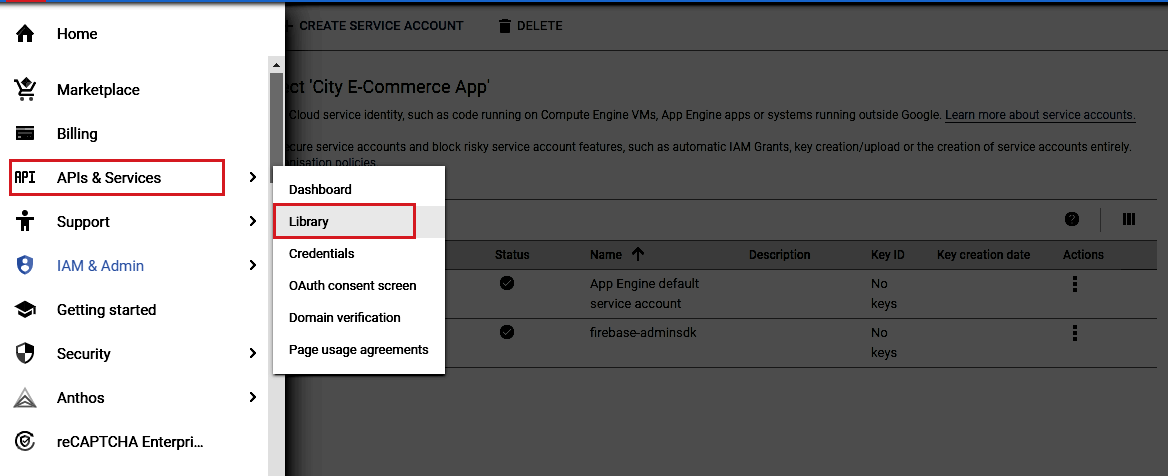 Home
Marketplace
Billing
API APIs & Services
Support
IAM & Admin
Getting started
Security
Anthos
reCAPTCHA Enterpri...
Dashboard
Library
Credentials
OAuth consent screen
Domain verification
Page usage agreements
CREATE SERVICE ACCOUNT DELETE
ect 'City E-Commerce App'
Cloud service identity, such as code running on Compute Engine VMs, App Engine apps or systems running outside Google. Learn more about service accounts.
cure service accounts and block risky service account features, such as automatic IAM Grants, key creation/upload or the creation of service accounts entirely.
anisation policies.
Status Name Description Key ID Key creation date Actions
App Engine default No
service account keys
firebase-adminsdk No
keys